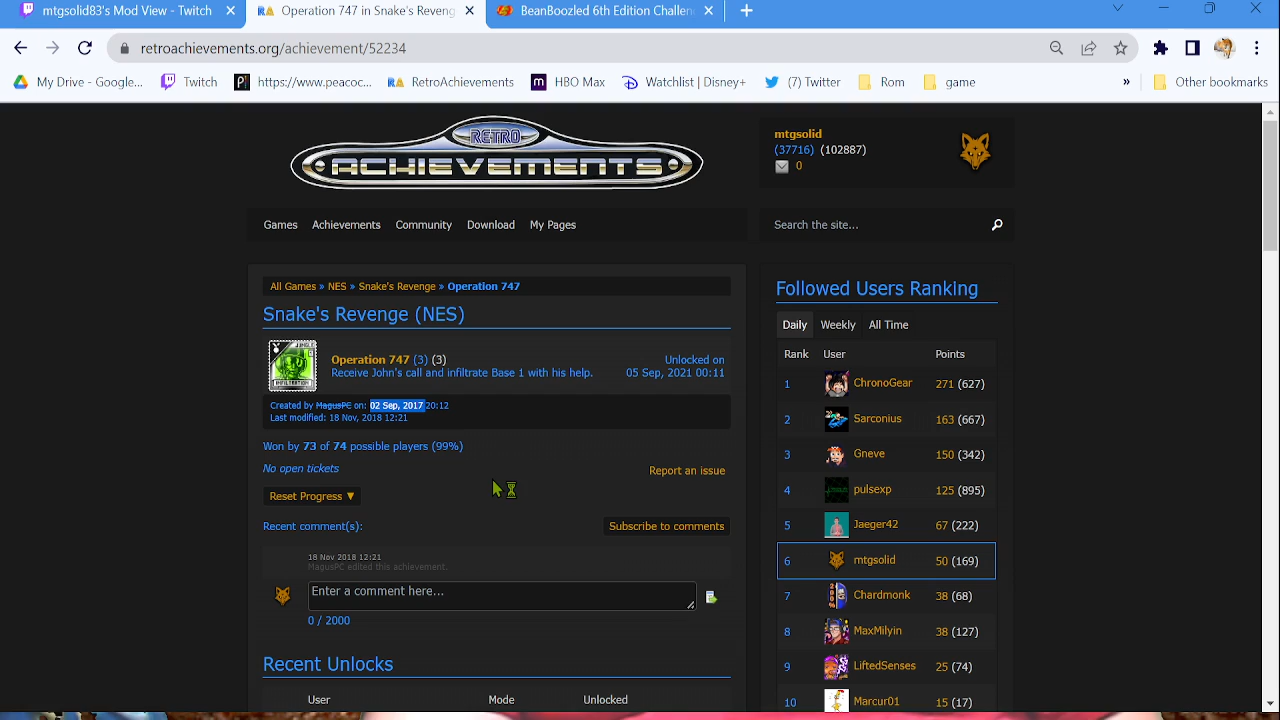 mtgsolid83's Mod View - Twitch
Operation 747 in Snake's Reveng
BeanBoozled 6th Edition Challen
retroachievements.org/achievement/52234
My Drive - Google...
Twitch
https://www.peacoc...
RetroAchievements
HBO Max
Watchlist | Disney+
(7) Twitter
Rom
game
»
Other bookmarks
RETRO
ACHIEVEMENTS
mtgsolid
(37716) (102887)
0
Games
Achievements
Community
Download
My Pages
Search the site...
All Games » NES » Snake's Revenge » Operation 747
Snake's Revenge (NES)
JUNGLE
INFILTRATION
Operation 747 (3) (3)
Receive John's call and infiltrate Base 1 with his help.
Unlocked on
05 Sep, 2021 00:11
Created by MagusPC on: 02 Sep, 2017 20:12
Last modified: 18 Nov, 2018 12:21
Won by 73 of 74 possible players (99%)
No open tickets
Report an issue
Reset Progress ▼
Recent comment(s):
Subscribe to comments
18 Nov 2018 12:21
MagusPC edited this achievement.
Enter a comment here...
0 / 2000
Recent Unlocks
User Mode Unlocked
Followed Users Ranking
Daily Weekly All Time
Rank User Points
1 ChronoGear 271 (627)
2 Sarconius 163 (667)
3 Gneve 150 (342)
4 pulsexp 125 (895)
5 Jaeger42 67 (222)
6 mtgsolid 50 (169)
7 Chardmonk 38 (68)
8 MaxMilyin 38 (127)
9 LiftedSenses 25 (74)
10 Marcur01 15 (17)